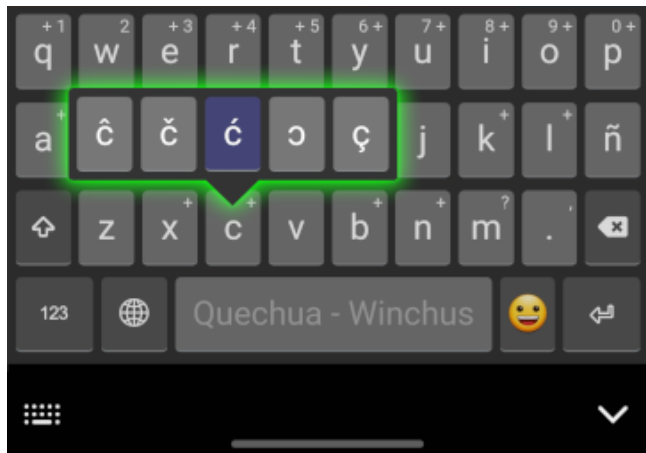 +1 2 +3 +4 +5 6+ 7+ 8+ 9+ 0+
q w e r t y u i o p
+ + +
a ĉ č ć ɔ ç j k l ñ
+ + + + ? ,
z x c v b n m .
123 Quechua - Winchus